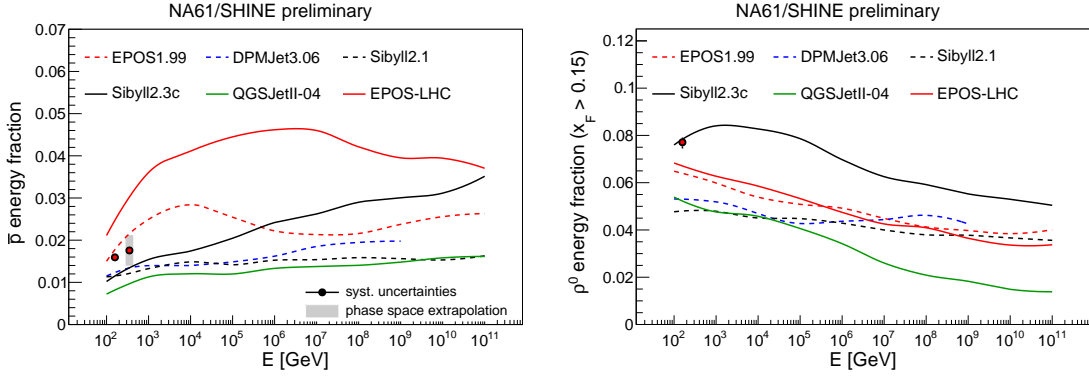 NA61/SHINE preliminary
p̅ energy fraction
0.07
0.06
0.05
0.04
0.03
0.02
0.01
0
EPOS1.99 DPMJet3.06 Sibyll2.1
Sibyll2.3c QGSJetII-04 EPOS-LHC
syst. uncertainties
phase space extrapolation
10² 10³ 10⁴ 10⁵ 10⁶ 10⁷ 10⁸ 10⁹ 10¹⁰ 10¹¹
E [GeV]
NA61/SHINE preliminary
ρ⁰ energy fraction (x_F > 0.15)
0.12
0.1
0.08
0.06
0.04
0.02
0
EPOS1.99 DPMJet3.06 Sibyll2.1
Sibyll2.3c QGSJetII-04 EPOS-LHC
10² 10³ 10⁴ 10⁵ 10⁶ 10⁷ 10⁸ 10⁹ 10¹⁰ 10¹¹
E [GeV]